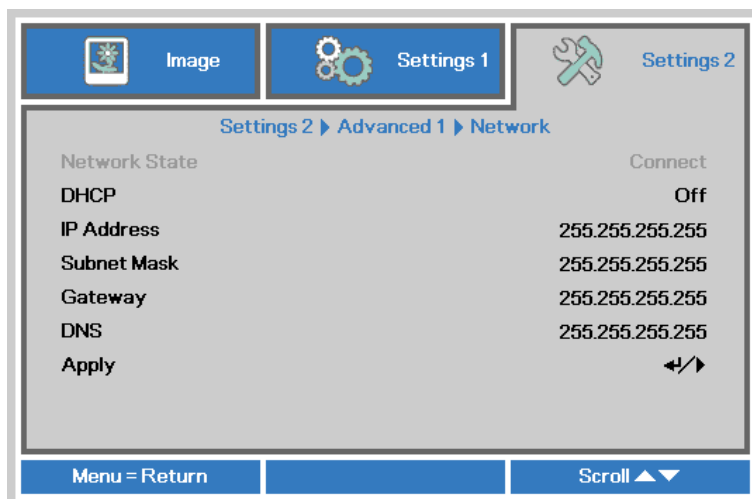 Image
Settings 1
Settings 2
Settings 2 ▶ Advanced 1 ▶ Network
Network State Connect
DHCP Off
IP Address 255.255.255.255
Subnet Mask 255.255.255.255
Gateway 255.255.255.255
DNS 255.255.255.255
Apply ↵/▶
Menu = Return
Scroll ▲▼